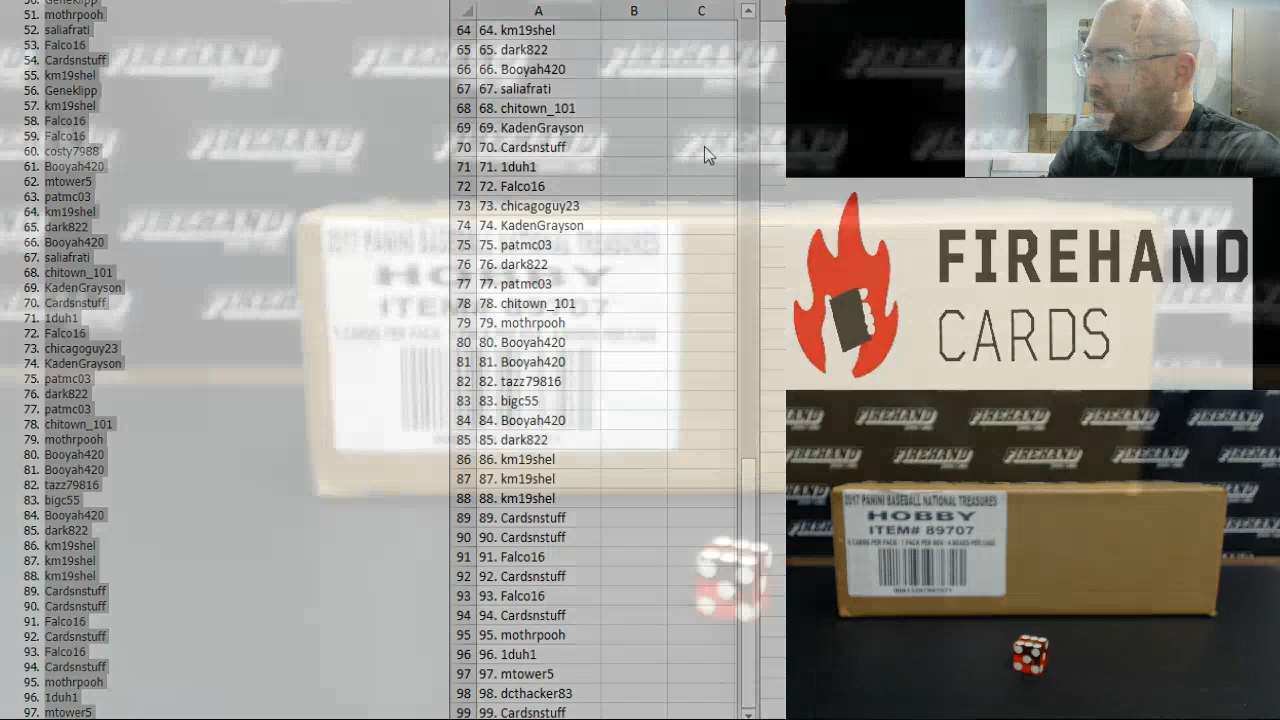 51. mothrpooh
52. saliafrati
53. Falco16
54. Cardsnstuff
55. km19shel
56. Geneklipp
57. km19shel
58. Falco16
59. Falco16
60. costy7988
61. Booyah420
62. mtower5
63. patmc03
64. km19shel
65. dark822
66. Booyah420
67. saliafrati
68. chitown_101
69. KadenGrayson
70. Cardsnstuff
71. 1duh1
72. Falco16
73. chicagoguy23
74. KadenGrayson
75. patmc03
76. dark822
77. patmc03
78. chitown_101
79. mothrpooh
80. Booyah420
81. Booyah420
82. tazz79816
83. bigc55
84. Booyah420
85. dark822
86. km19shel
87. km19shel
88. km19shel
89. Cardsnstuff
90. Cardsnstuff
91. Falco16
92. Cardsnstuff
93. Falco16
94. Cardsnstuff
95. mothrpooh
96. 1duh1
97. mtower5
A B C
64 64. km19shel
65 65. dark822
66 66. Booyah420
67 67. saliafrati
68 68. chitown_101
69 69. KadenGrayson
70 70. Cardsnstuff
71 71. 1duh1
72 72. Falco16
73 73. chicagoguy23
74 74. KadenGrayson
75 75. patmc03
76 76. dark822
77 77. patmc03
78 78. chitown_101
79 79. mothrpooh
80 80. Booyah420
81 81. Booyah420
82 82. tazz79816
83 83. bigc55
84 84. Booyah420
85 85. dark822
86 86. km19shel
87 87. km19shel
88 88. km19shel
89 89. Cardsnstuff
90 90. Cardsnstuff
91 91. Falco16
92 92. Cardsnstuff
93 93. Falco16
94 94. Cardsnstuff
95 95. mothrpooh
96 96. 1duh1
97 97. mtower5
98 98. dcthacker83
99 99. Cardsnstuff
FIREHAND
CARDS
FIREHAND FIREHAND FIREHAND
FIREHAND FIREHAND FIREHAND
2017 PANINI BASEBALL NATIONAL TREASURES
HOBBY
ITEM# 89707